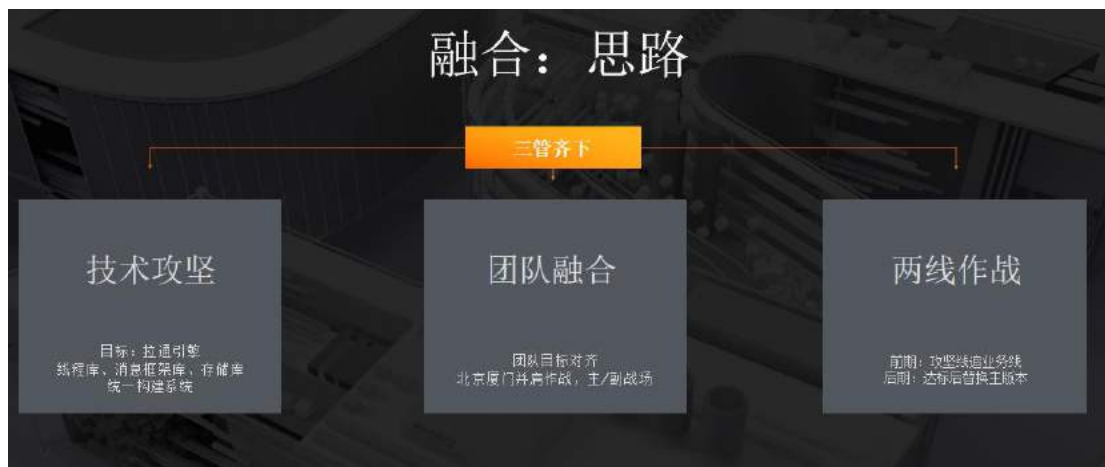 融合：思路
三管齐下
技术攻坚
目标：拉通引擎
线程库、消息框架库、存储库
统一构建系统
团队融合
团队目标对齐
北京厦门并肩作战，主/副战场
两线作战
前期：攻坚线追业务线
后期：达标后替换主版本